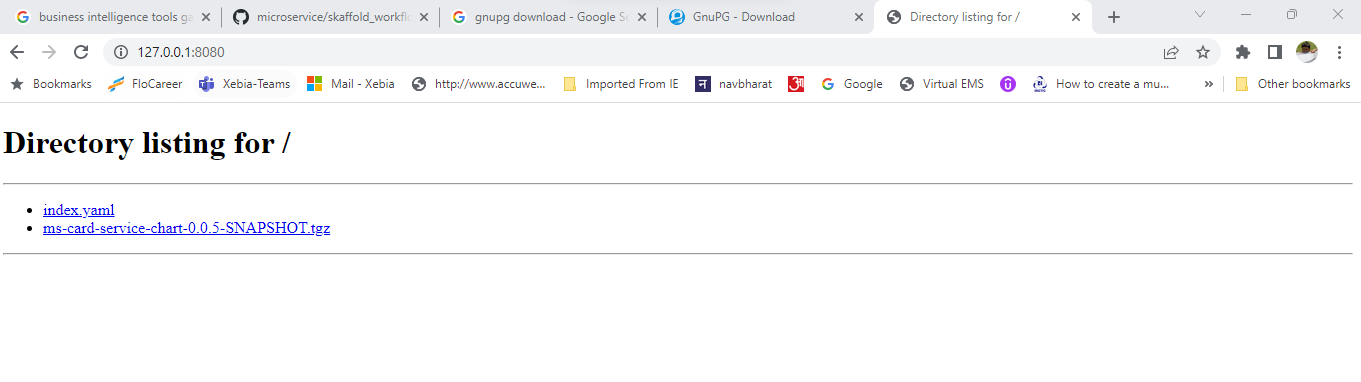 business intelligence tools ga
microservice/skaffold_workflo
gnupg download - Google Se
GnuPG - Download
Directory listing for /
127.0.0.1:8080
Bookmarks
FloCareer
Xebia-Teams
Mail - Xebia
http://www.accuwe...
Imported From IE
न
navbharat
Google
Virtual EMS
How to create a mu...
»
Other bookmarks
Directory listing for /
index.yaml
ms-card-service-chart-0.0.5-SNAPSHOT.tgz